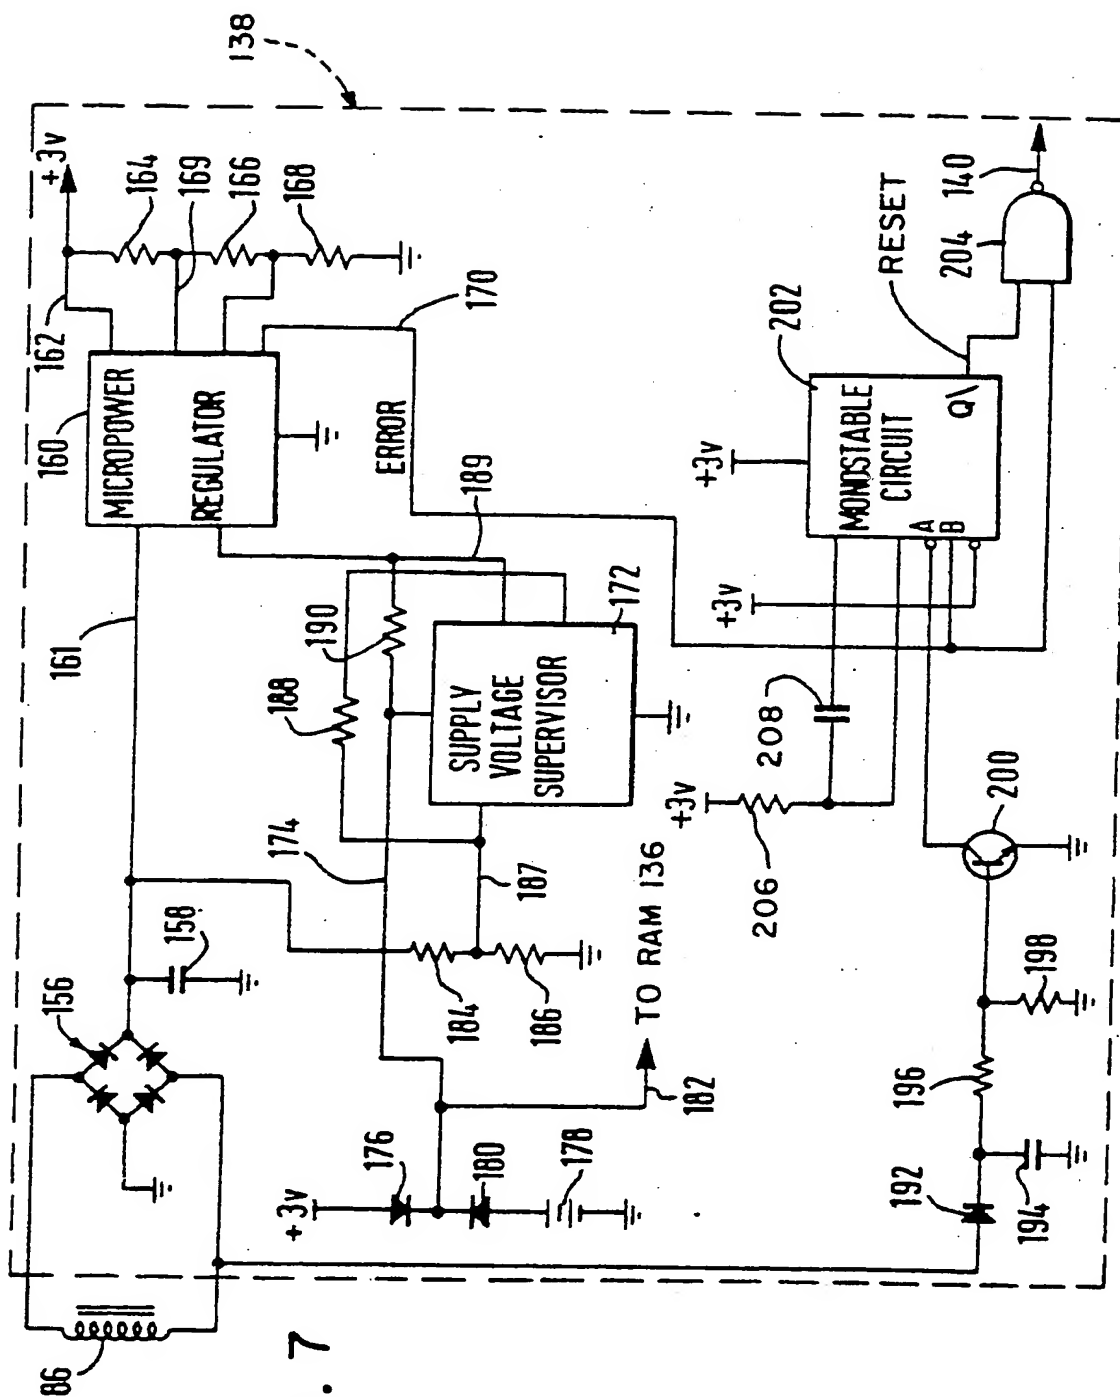 138
+3v
162
164
169
166
168
160
MICROPOWER
REGULATOR
161
170
ERROR
156
158
189
190
188
172
SUPPLY
VOLTAGE
SUPERVISOR
174
187
184
186
+3v
176
180
178
182
TO RAM 136
RESET
140
204
202
+3v
MONOSTABLE
CIRCUIT
Q\
A
B
+3v
208
+3v
206
200
198
196
192
194
86
.7